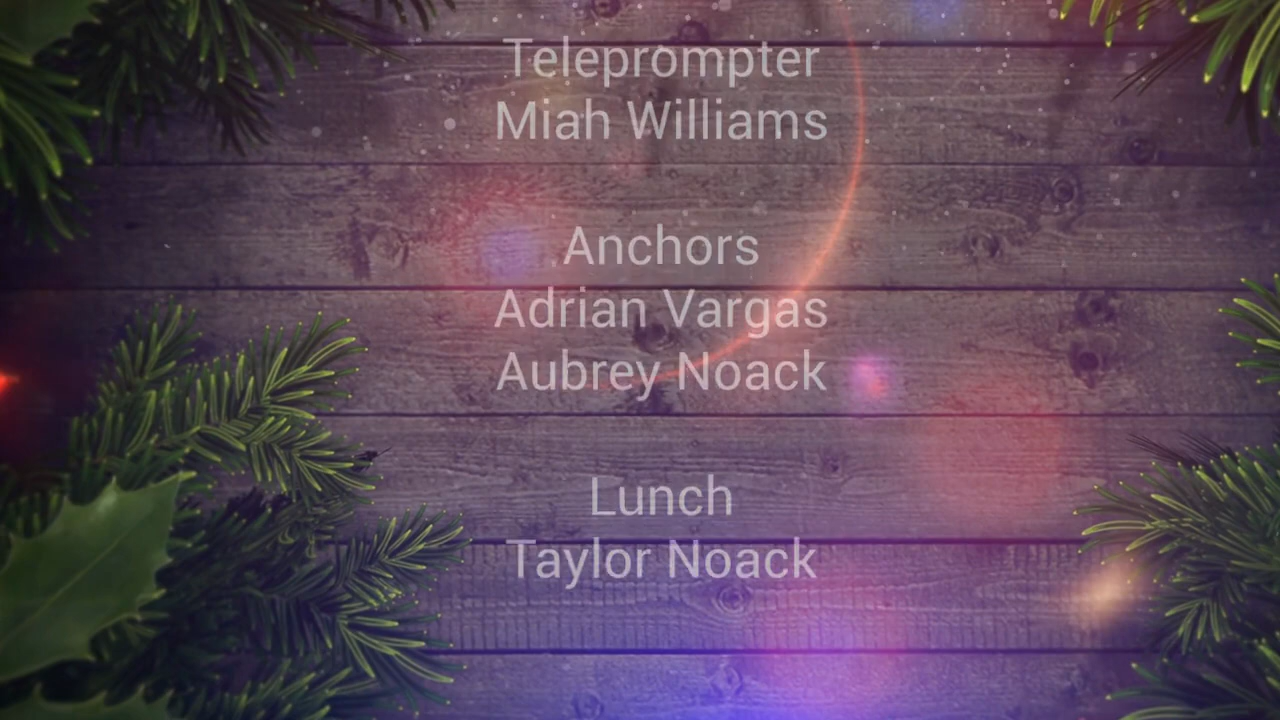 Teleprompter
Miah Williams
Anchors
Adrian Vargas
Aubrey Noack
Lunch
Taylor Noack